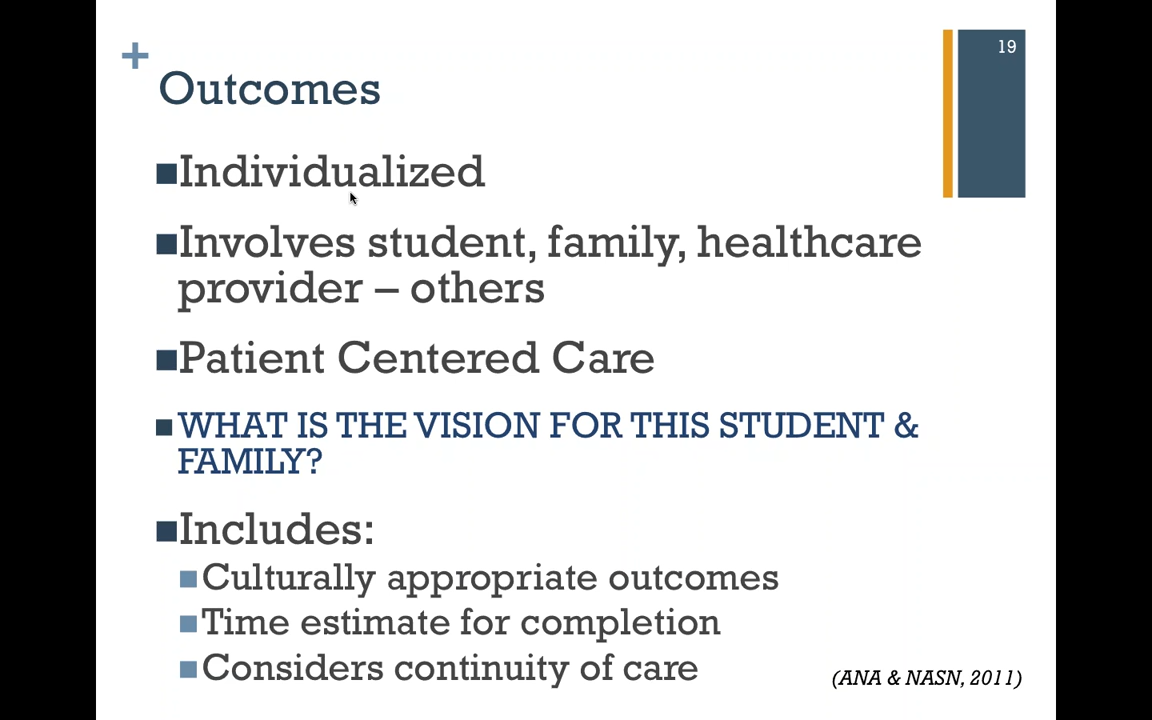 19
+
Outcomes
Individualized
Involves student, family, healthcare
provider – others
Patient Centered Care
WHAT IS THE VISION FOR THIS STUDENT &
FAMILY?
Includes:
Culturally appropriate outcomes
Time estimate for completion
Considers continuity of care
(ANA & NASN, 2011)